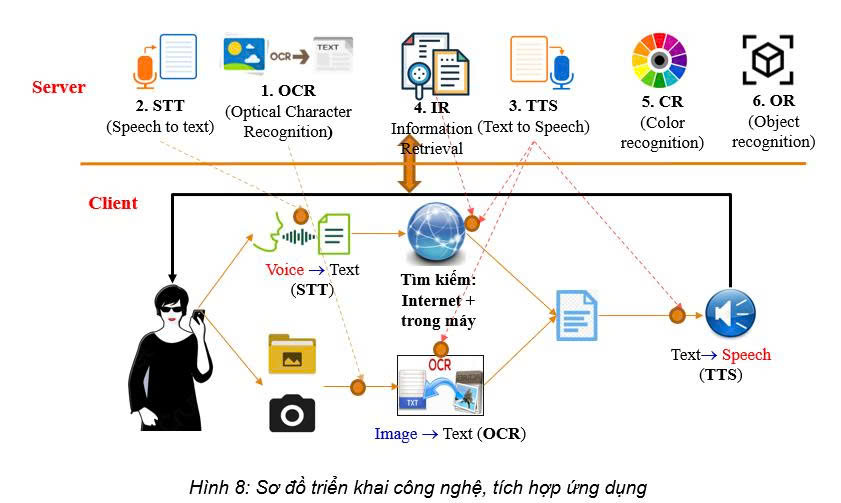 Server
2. STT
(Speech to text)
OCR
TEXT
1. OCR
(Optical Character
Recognition)
4. IR
Information
Retrieval
3. TTS
(Text to Speech)
5. CR
(Color
recognition)
6. OR
(Object
recognition)
Client
Voice → Text
(STT)
Tìm kiếm:
Internet +
trong máy
OCR
TXT
Image → Text (OCR)
Text→ Speech
(TTS)
Hình 8: Sơ đồ triển khai công nghệ, tích hợp ứng dụng